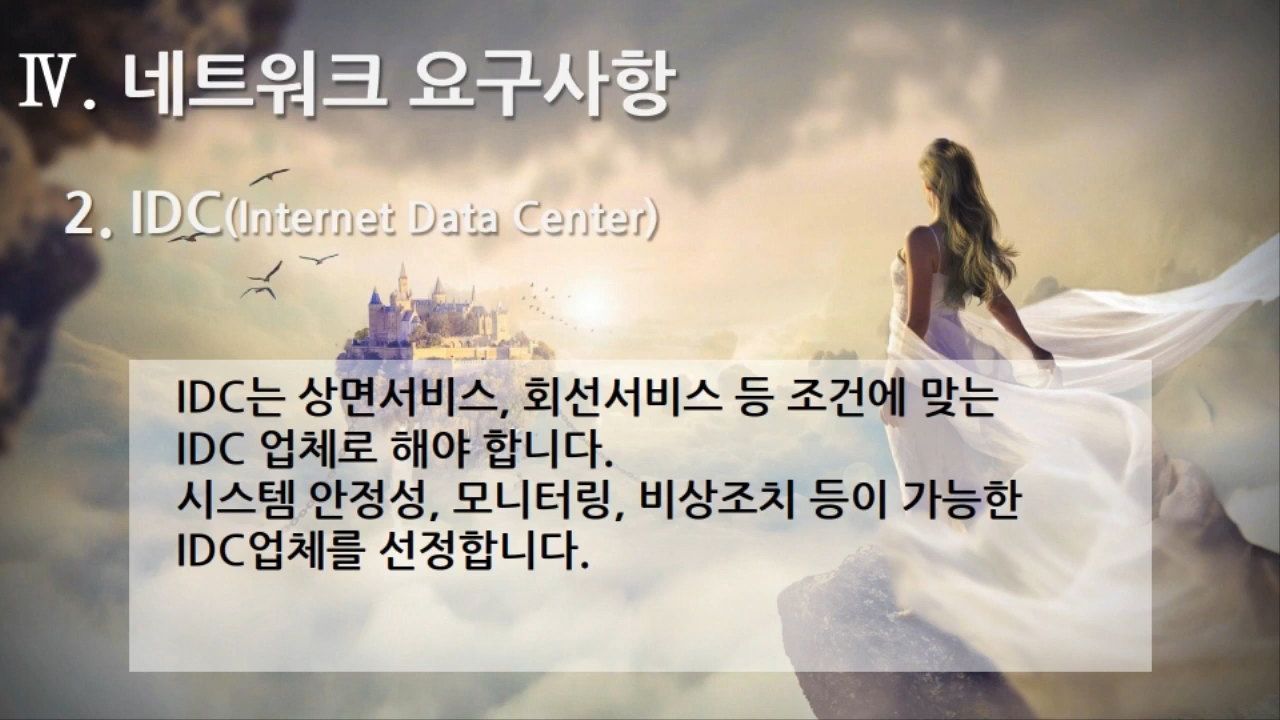 Ⅳ. 네트워크 요구사항
2. IDC(Internet Data Center)
IDC는 상면서비스, 회선서비스 등 조건에 맞는
IDC 업체로 해야 합니다.
시스템 안정성, 모니터링, 비상조치 등이 가능한
IDC업체를 선정합니다.